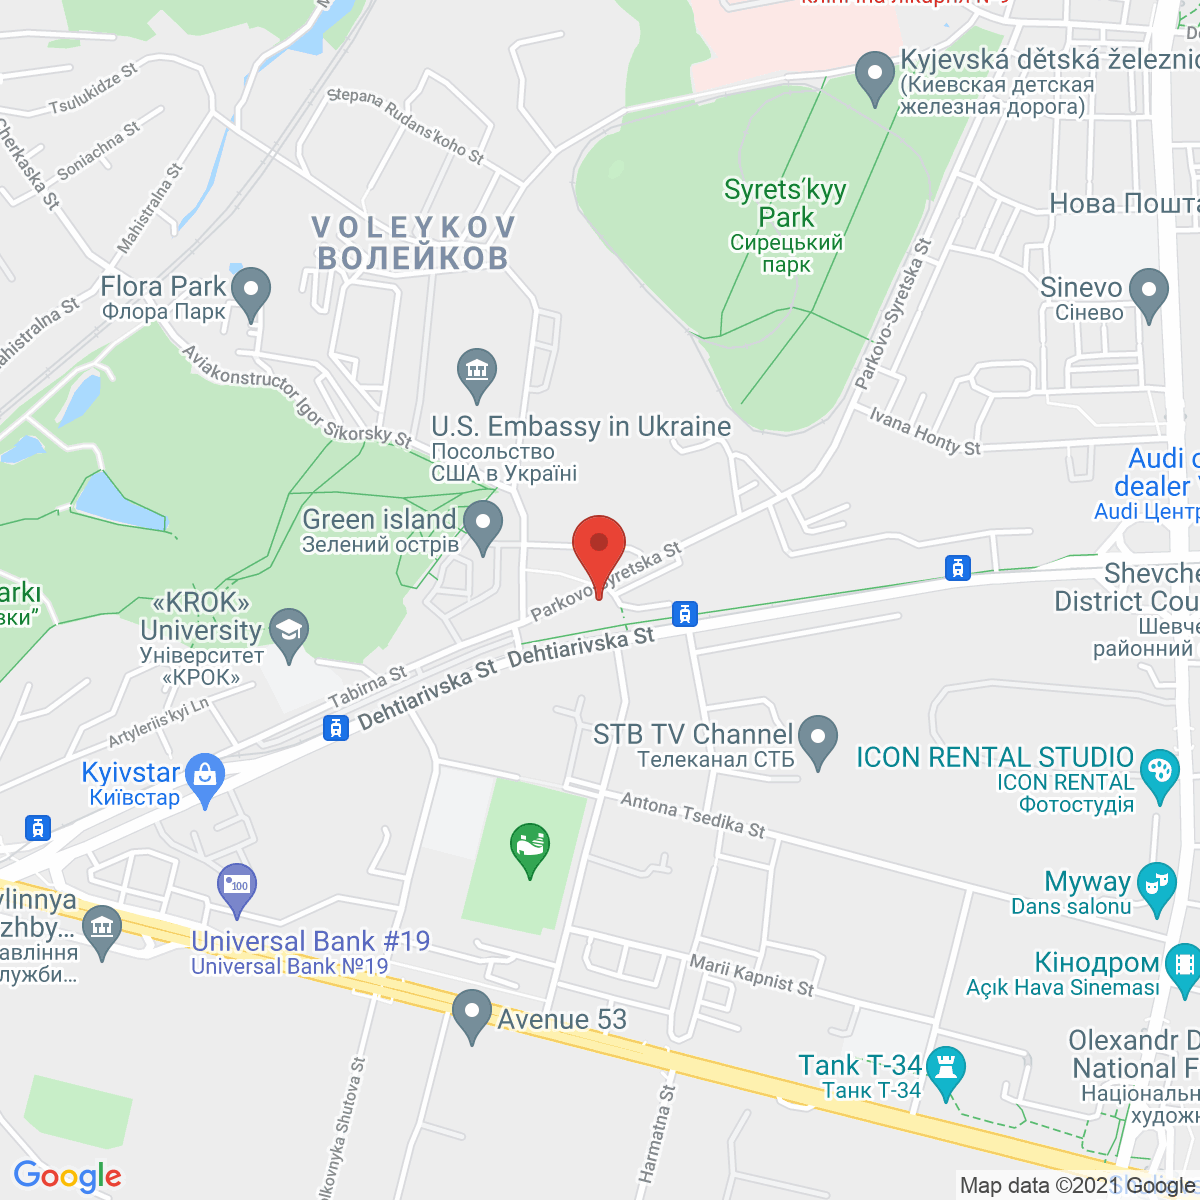 клінічна лікарня №9
Kyjevská dětská železnic
(Киевская детская
железная дорога)
Tsulukidze St
Stepana Rudans'koho St
Soniachna St
Cherkaska St
Mahistralna St
Syrets'kyy
Park
Сирецький
парк
Нова Пошта
VOLEYKOV
ВОЛЕЙКОВ
Parkovo-Syretska St
Flora Park
Флора Парк
Sinevo
Сінево
Mahistralna St
Aviakonstructor Igor Sikorsky St
U.S. Embassy in Ukraine
Посольство
США в Україні
Ivana Honty St
Audi
dealer
Audi Центр
Green island
Зелений острів
Parkovo-Syretska St
arkı
вки”
«KROK»
University
Університет
«КРОК»
Shevche
District Cou
Шевче
районний
Dehtiarivska St
Tabirna St
Dehtiarivska St
Artyleriis'kyi Ln
STB TV Channel
Телеканал СТБ
ICON RENTAL STUDIO
ICON RENTAL
Фотостудія
Kyivstar
Київстар
Antona Tsedika St
100
Myway
Dans salonu
ylinnya
zhby...
авління
служби...
Universal Bank #19
Universal Bank №19
Marii Kapnist St
Кінодром
Açık Hava Sineması
Avenue 53
Olexandr D
National F
Національн
художн
Tank T-34
Танк Т-34
olkovnyka Shutova St
Harmatna St
Google
Map data ©2021 Google